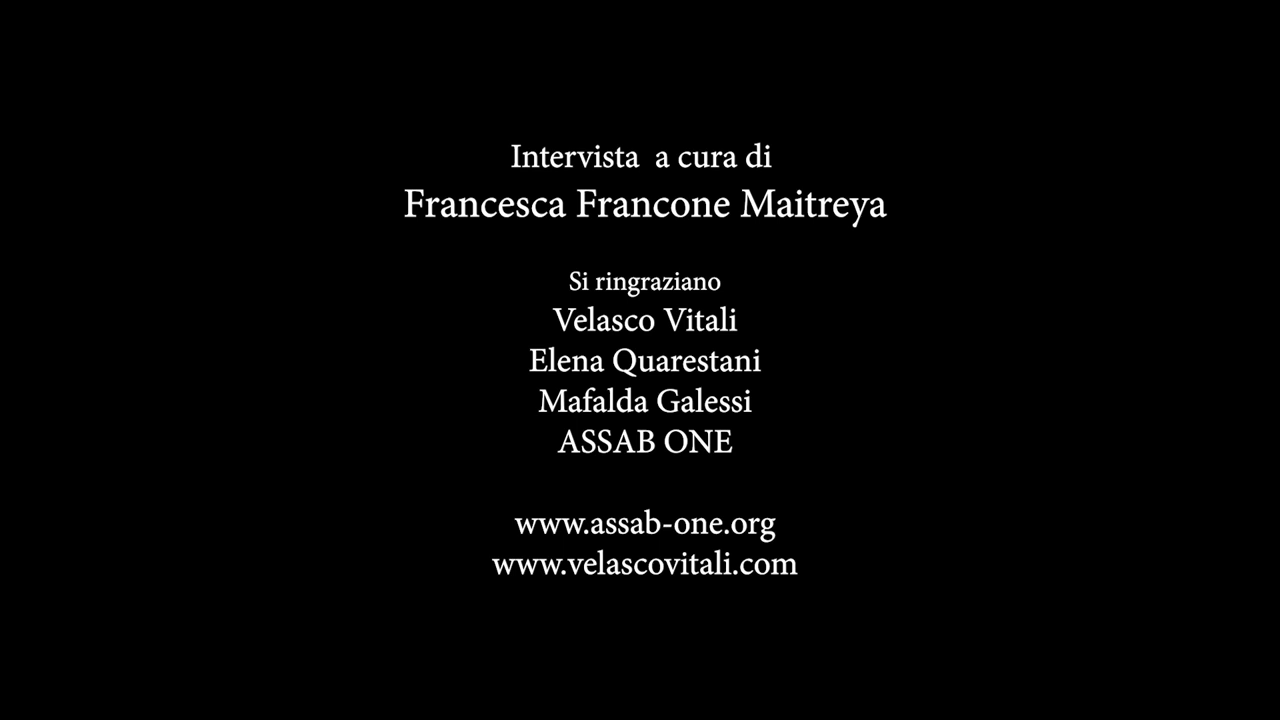 Intervista a cura di
Francesca Francone Maitreya
Si ringraziano
Velasco Vitali
Elena Quarestani
Mafalda Galessi
ASSAB ONE
www.assab-one.org
www.velascovitali.com